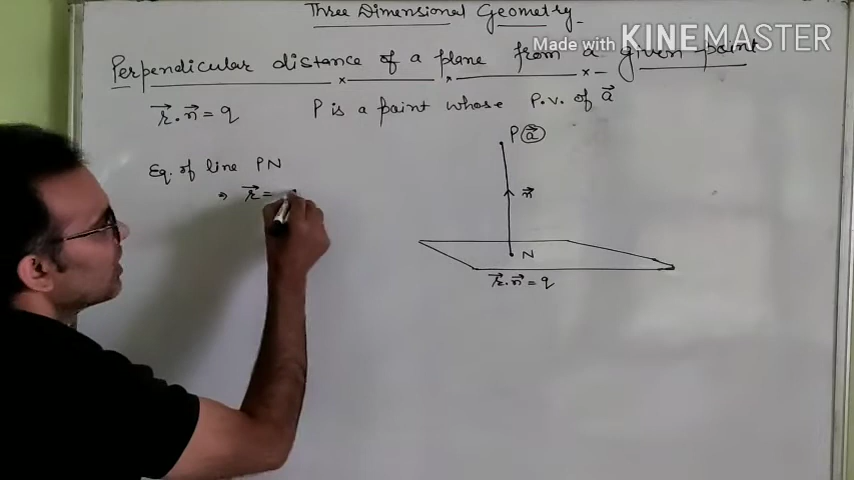 Three Dimensional Geometry
Made with KINEMASTER
Perpendicular distance of a plane from a given point
r⃗.n⃗ = q P is a point whose P.V. of a⃗
P(a⃗)
Eq. of line PN
⇒ r⃗ =
n⃗
N
r⃗.n⃗ = q